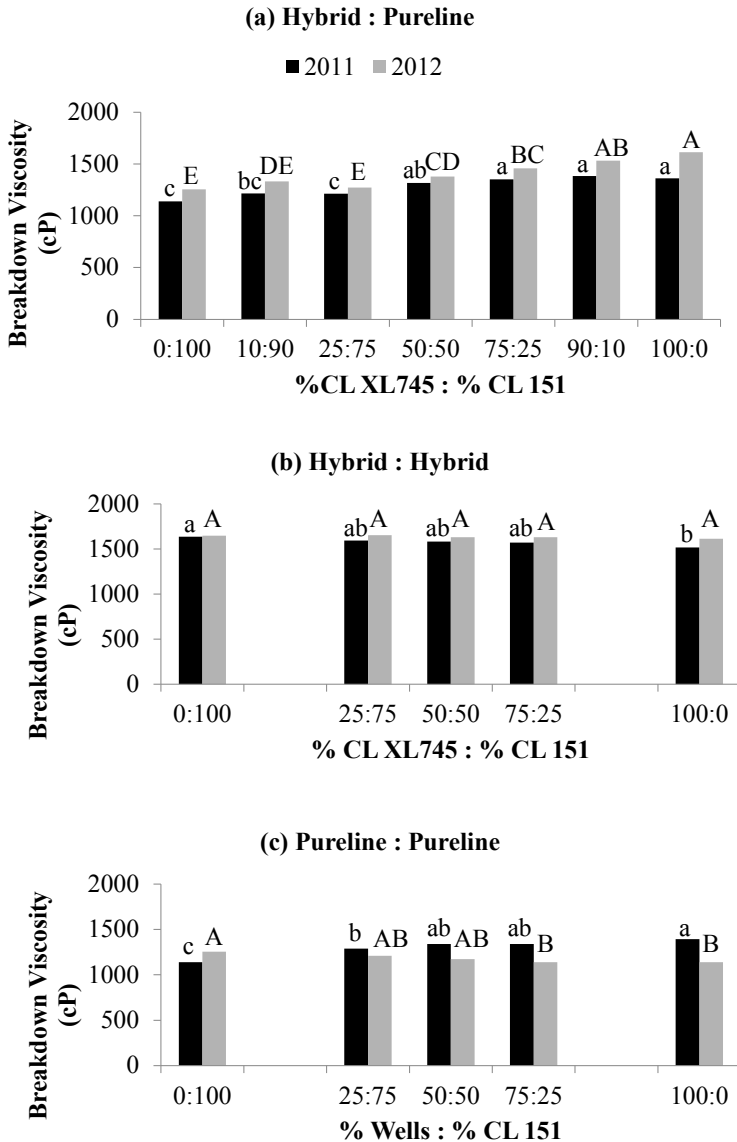 (a) Hybrid : Pureline
2011 2012
Breakdown Viscosity
(cP)
2000
1500
1000
500
0
c E bc DE c E ab CD a BC a AB a A
0:100 10:90 25:75 50:50 75:25 90:10 100:0
%CL XL745 : % CL 151
(b) Hybrid : Hybrid
Breakdown Viscosity
(cP)
2000
1500
1000
500
0
a A ab A ab A ab A b A
0:100 25:75 50:50 75:25 100:0
% CL XL745 : % CL 151
(c) Pureline : Pureline
Breakdown Viscosity
(cP)
2000
1500
1000
500
0
c A b AB ab AB ab B a B
0:100 25:75 50:50 75:25 100:0
% Wells : % CL 151